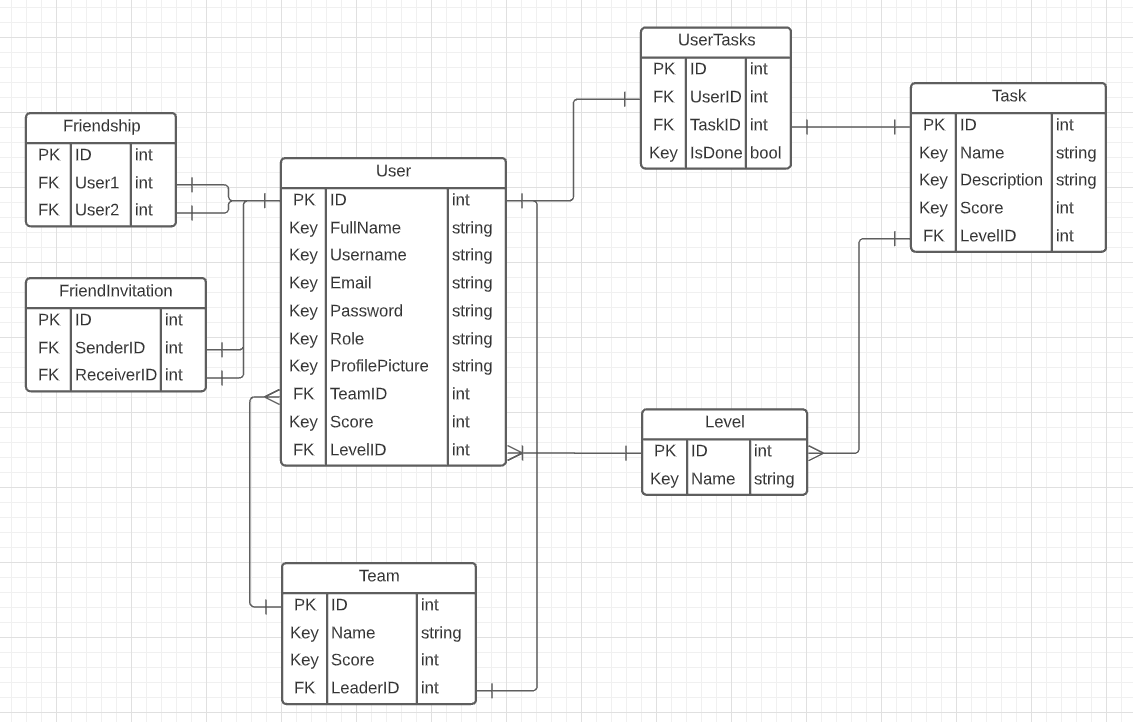 UserTasks
PK ID int
FK UserID int
FK TaskID int
Key IsDone bool
Task
PK ID int
Key Name string
Key Description string
Key Score int
FK LevelID int
Friendship
PK ID int
FK User1 int
FK User2 int
User
PK ID int
Key FullName string
Key Username string
Key Email string
Key Password string
Key Role string
Key ProfilePicture string
FK TeamID int
Key Score int
FK LevelID int
FriendInvitation
PK ID int
FK SenderID int
FK ReceiverID int
Level
PK ID int
Key Name string
Team
PK ID int
Key Name string
Key Score int
FK LeaderID int